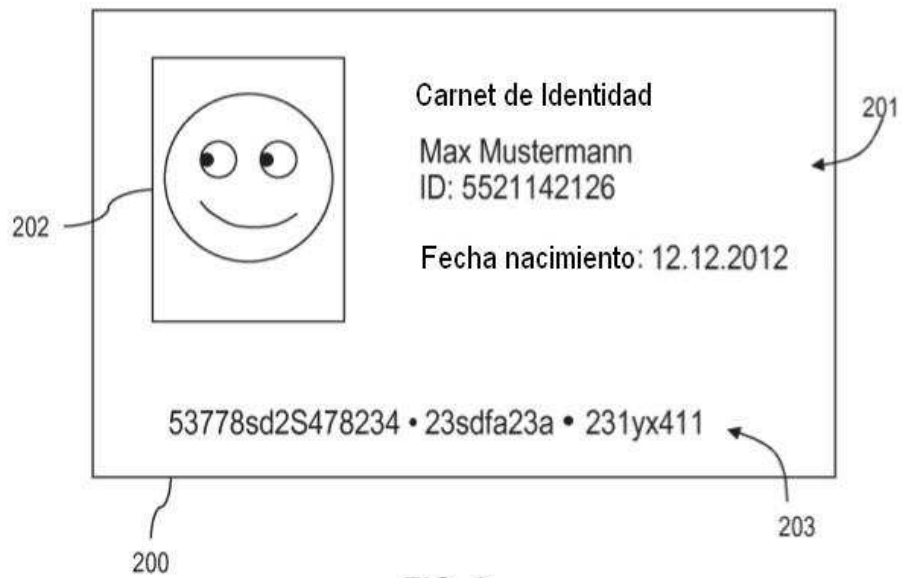 Carnet de Identidad
201
Max Mustermann
ID: 5521142126
202
Fecha nacimiento: 12.12.2012
53778sd2S478234 • 23sdfa23a • 231yx411
203
200